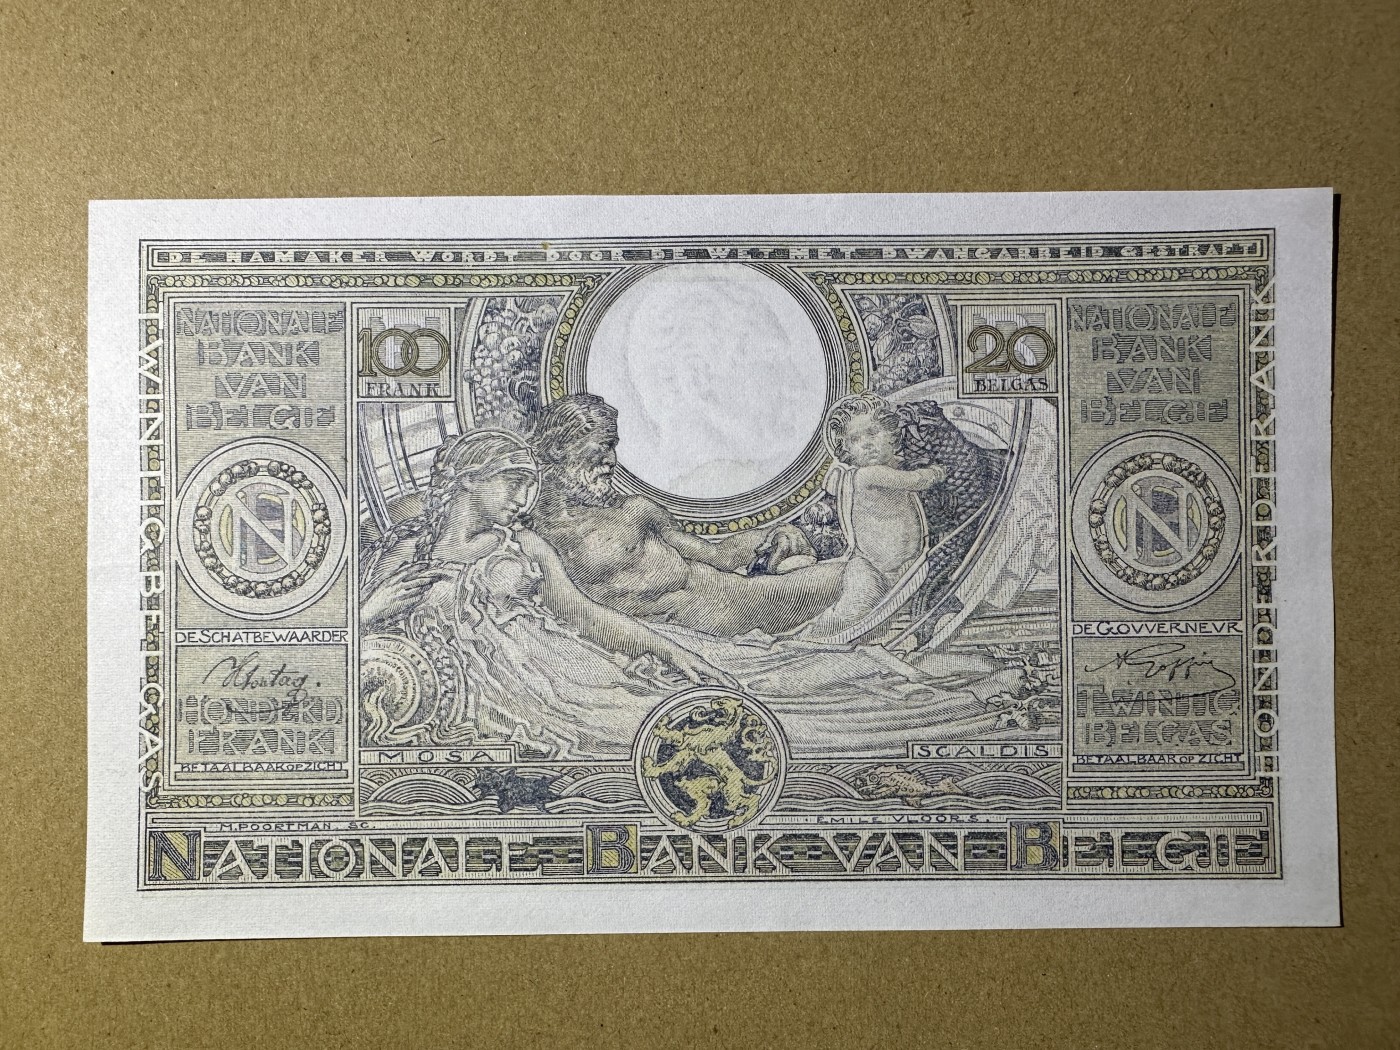 DE NAMAKER WORDT DOOR DE WET MET DWANGARBEID GESTRAFT
NATIONALE
BANK
VAN
BELGIE
100
FRANK
20
BELGAS
NATIONALE
BANK
VAN
BELGIE
TWINTIG BELGAS
HONDERD FRANK
N
N
DE SCHATBEWAARDER
DE GOVVERNEVR
HONDERD
FRANK
BETAALBAAR OP ZICHT
TWINTIG
BELGAS
BETAALBAAR OP ZICHT
MOSA
SCALDIS
M. POORTMAN. SC.
EMILE VLOORS.
NATIONALE BANK VAN BELGIE